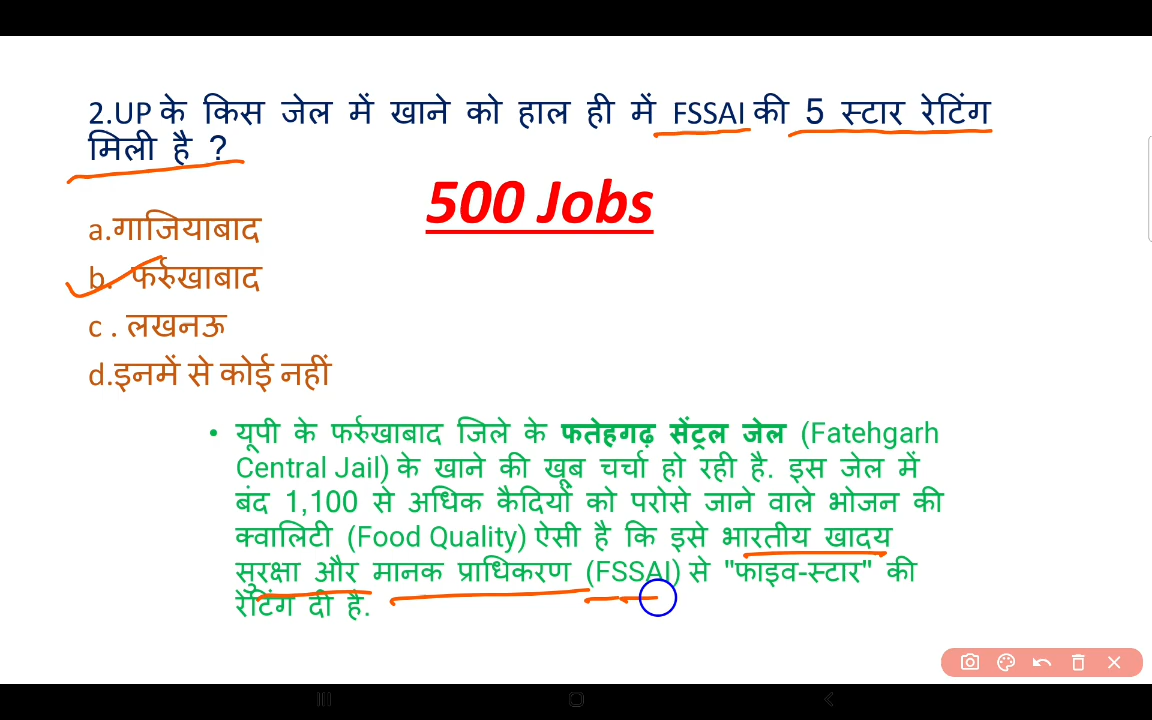 2.UP के किस जेल में खाने को हाल ही में FSSAI की 5 स्टार रेटिंग
मिली है ?
500 Jobs
a.गाजियाबाद
b. फर्रुखाबाद
c . लखनऊ
d.इनमें से कोई नहीं
• यूपी के फर्रुखाबाद जिले के फतेहगढ़ सेंट्रल जेल (Fatehgarh
Central Jail) के खाने की खूब चर्चा हो रही है. इस जेल में
बंद 1,100 से अधिक कैदियों को परोसे जाने वाले भोजन की
क्वालिटी (Food Quality) ऐसी है कि इसे भारतीय खादय
सुरक्षा और मानक प्राधिकरण (FSSAI) से "फाइव-स्टार" की
रेटिंग दी है.